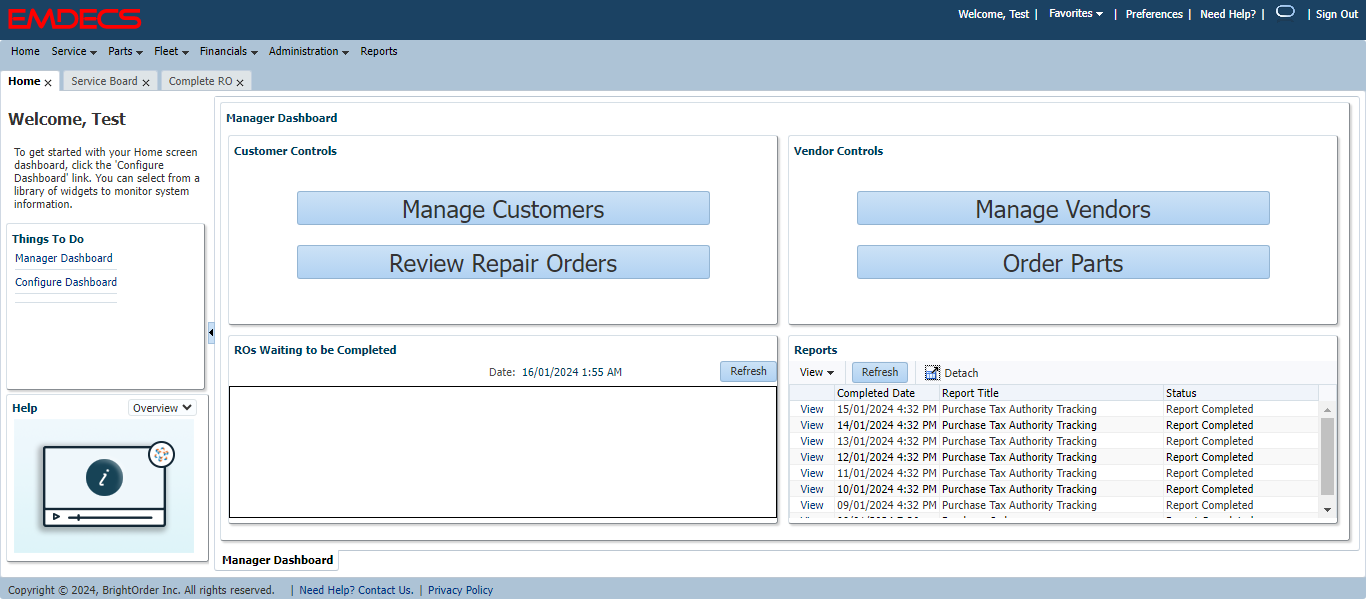 EMDECS
Welcome, Test | Favorites | Preferences | Need Help? | | Sign Out
Home Service Parts Fleet Financials Administration Reports
Home Service Board Complete RO
Welcome, Test
To get started with your Home screen
dashboard, click the 'Configure
Dashboard' link. You can select from a
library of widgets to monitor system
information.
Things To Do
Manager Dashboard
Configure Dashboard
Help Overview
i
Manager Dashboard
Customer Controls
Manage Customers
Review Repair Orders
Vendor Controls
Manage Vendors
Order Parts
ROs Waiting to be Completed
Date: 16/01/2024 1:55 AM Refresh
Reports
View Refresh Detach
Completed Date Report Title Status
View 15/01/2024 4:32 PM Purchase Tax Authority Tracking Report Completed
View 14/01/2024 4:32 PM Purchase Tax Authority Tracking Report Completed
View 13/01/2024 4:32 PM Purchase Tax Authority Tracking Report Completed
View 12/01/2024 4:32 PM Purchase Tax Authority Tracking Report Completed
View 11/01/2024 4:32 PM Purchase Tax Authority Tracking Report Completed
View 10/01/2024 4:32 PM Purchase Tax Authority Tracking Report Completed
View 09/01/2024 4:32 PM Purchase Tax Authority Tracking Report Completed
Manager Dashboard
Copyright © 2024, BrightOrder Inc. All rights reserved. | Need Help? Contact Us. | Privacy Policy